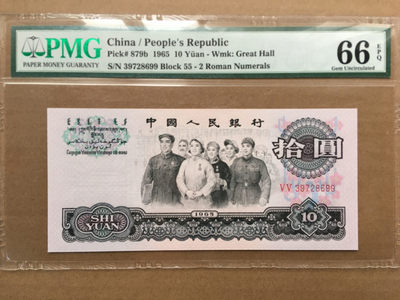 PMG
PAPER MONEY GUARANTY
China / People's Republic
Pick# 879b 1965 10 Yüan - Wmk: Great Hall
S/N 39728699 Block 55 - 2 Roman Numerals
66 EPQ
Gem Uncirculated
中國人民銀行
拾圓
VV 39728699
SHI
YUAN
1965
10